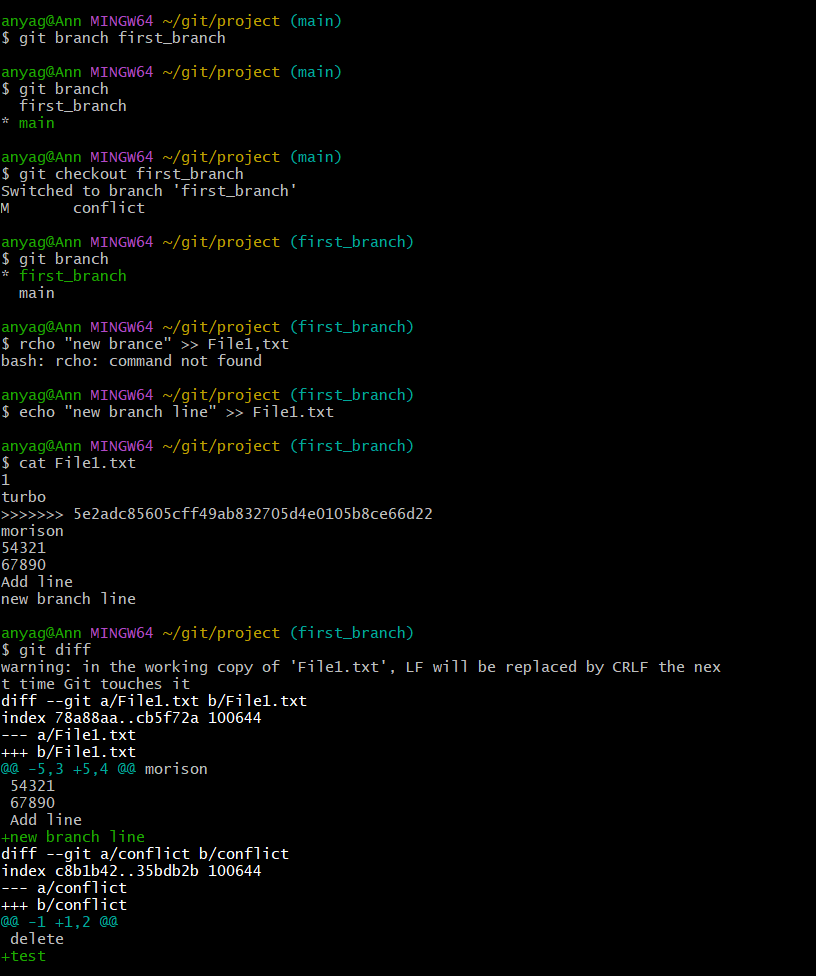 anyag@Ann MINGW64 ~/git/project (main)
$ git branch first_branch
anyag@Ann MINGW64 ~/git/project (main)
$ git branch
  first_branch
* main
anyag@Ann MINGW64 ~/git/project (main)
$ git checkout first_branch
Switched to branch 'first_branch'
M       conflict
anyag@Ann MINGW64 ~/git/project (first_branch)
$ git branch
* first_branch
  main
anyag@Ann MINGW64 ~/git/project (first_branch)
$ rcho "new brance" >> File1,txt
bash: rcho: command not found
anyag@Ann MINGW64 ~/git/project (first_branch)
$ echo "new branch line" >> File1.txt
anyag@Ann MINGW64 ~/git/project (first_branch)
$ cat File1.txt
1
turbo
>>>>>>> 5e2adc85605cff49ab832705d4e0105b8ce66d22
morison
54321
67890
Add line
new branch line
anyag@Ann MINGW64 ~/git/project (first_branch)
$ git diff
warning: in the working copy of 'File1.txt', LF will be replaced by CRLF the nex
t time Git touches it
diff --git a/File1.txt b/File1.txt
index 78a88aa..cb5f72a 100644
--- a/File1.txt
+++ b/File1.txt
@@ -5,3 +5,4 @@ morison
 54321
 67890
 Add line
+new branch line
diff --git a/conflict b/conflict
index c8b1b42..35bdb2b 100644
--- a/conflict
+++ b/conflict
@@ -1 +1,2 @@
 delete
+test